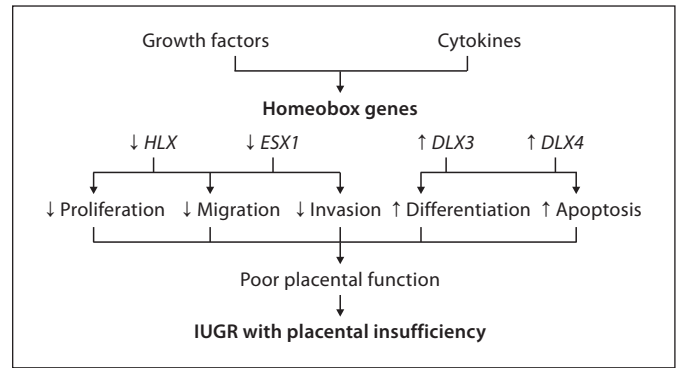 Growth factors Cytokines
Homeobox genes
↓ HLX ↓ ESX1 ↑ DLX3 ↑ DLX4
↓ Proliferation ↓ Migration ↓ Invasion ↑ Differentiation ↑ Apoptosis
Poor placental function
IUGR with placental insufficiency